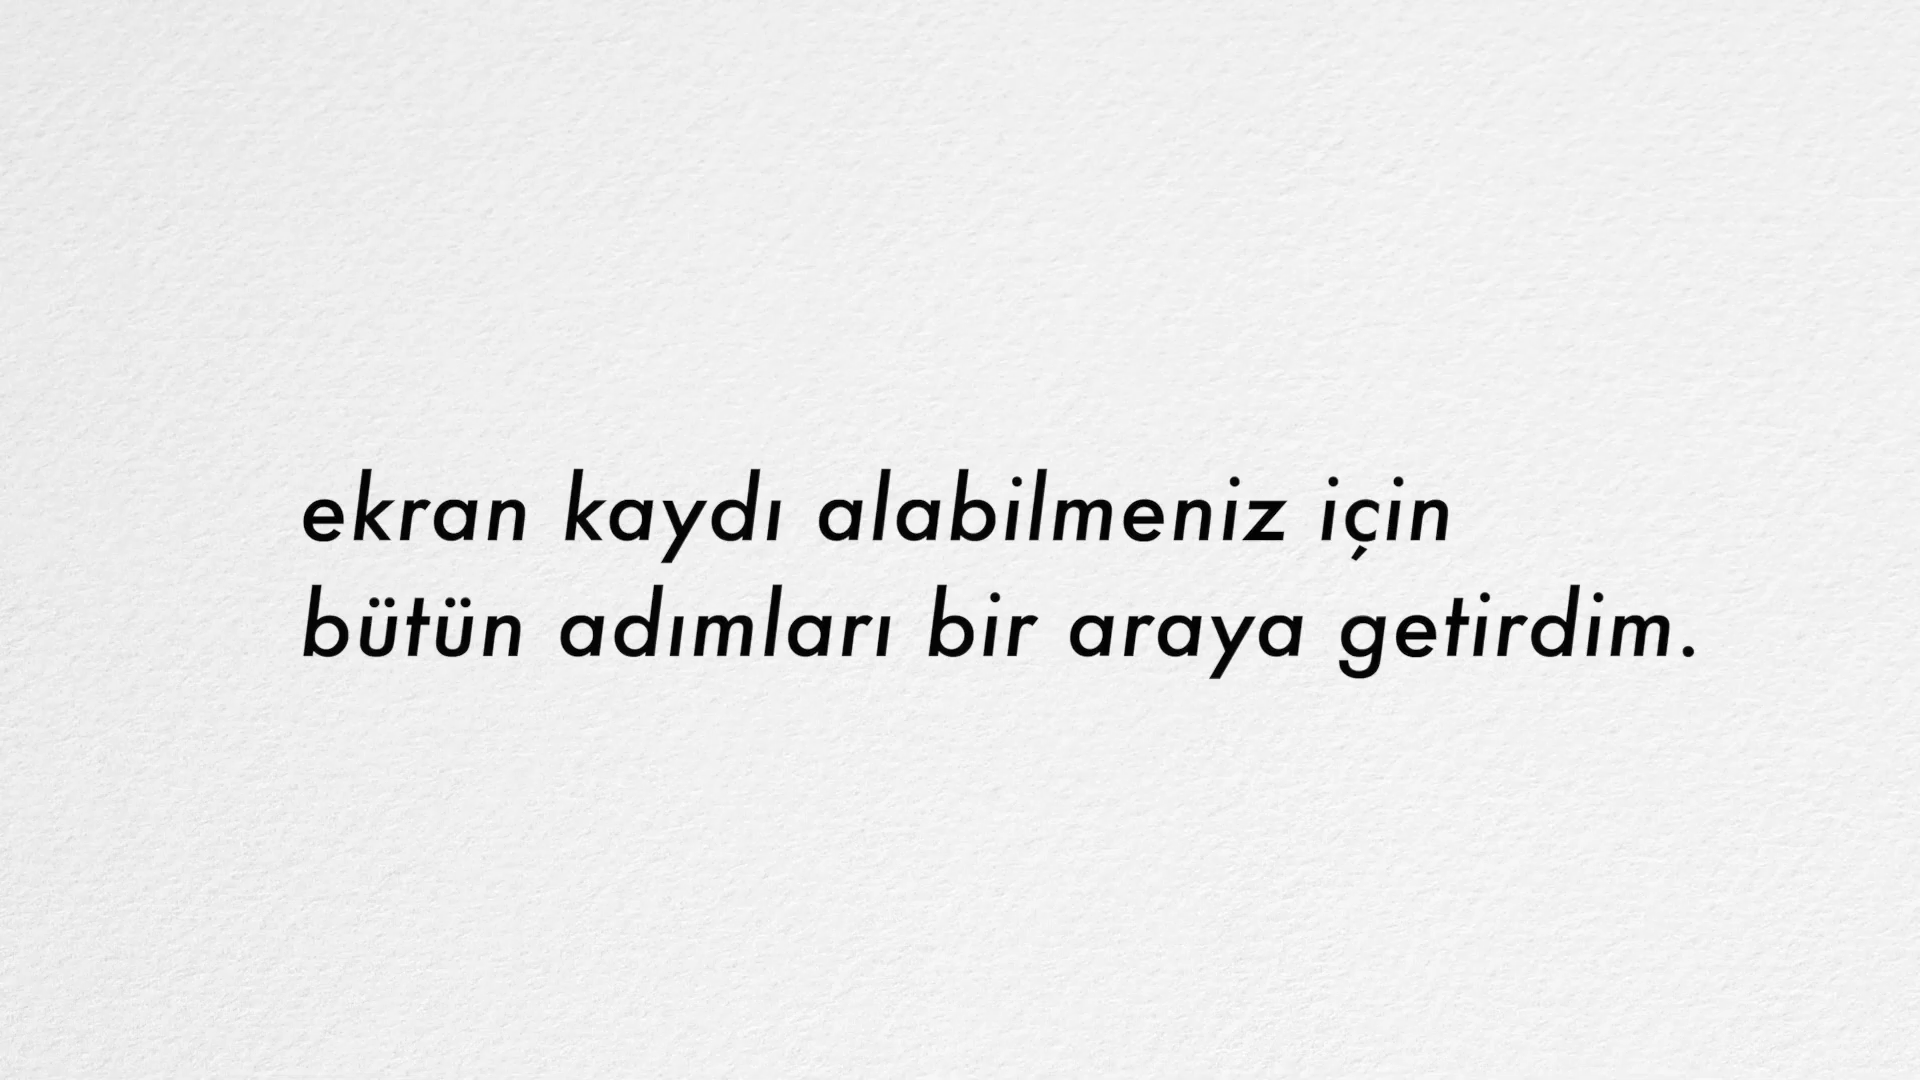 ekran kaydı alabilmeniz için
bütün adımları bir araya getirdim.